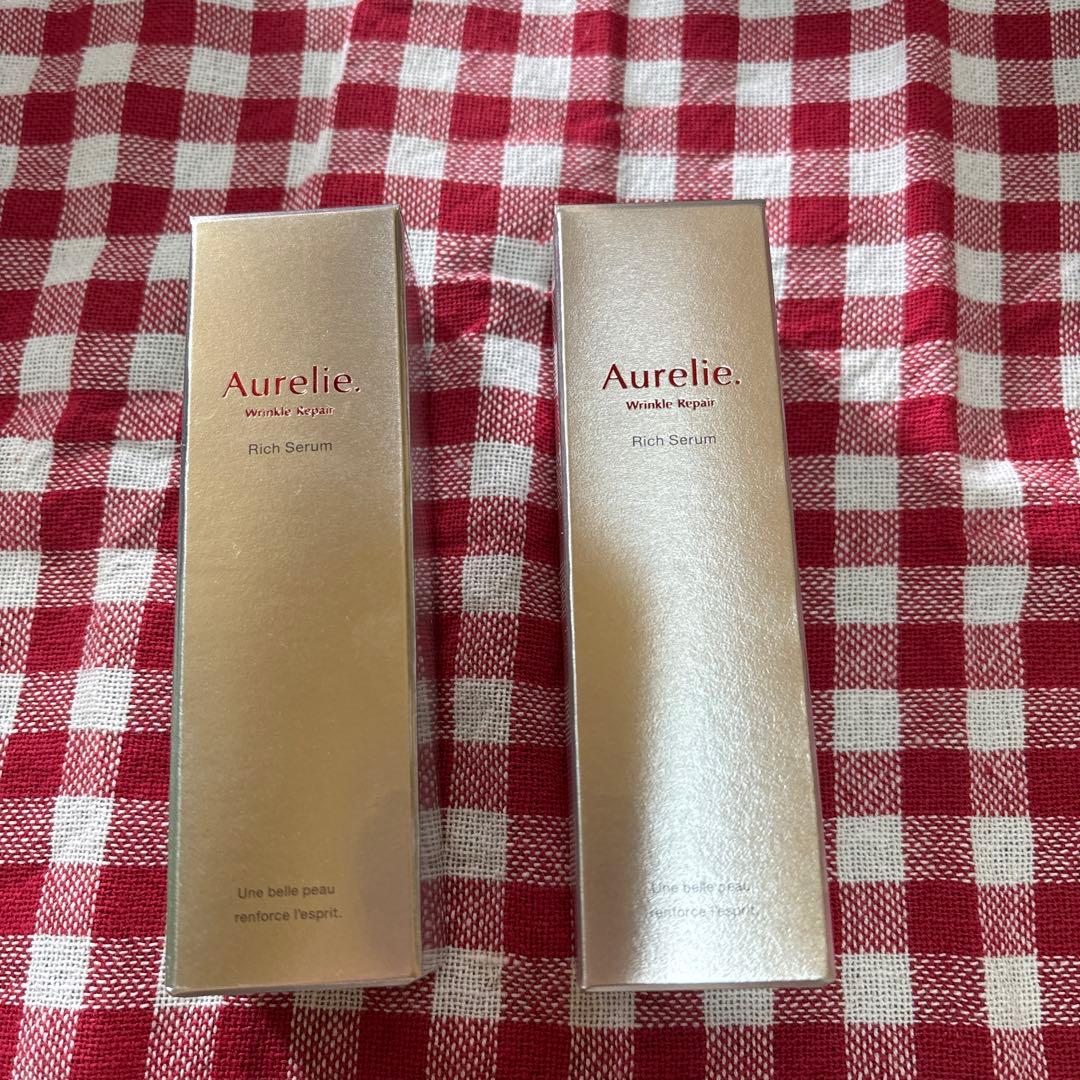 Aurelie.
Wrinkle Repair
Rich Serum
Une belle peau
renforce l'esprit.
Aurelie.
Wrinkle Repair
Rich Serum
Une belle peau
renforce l'esprit.